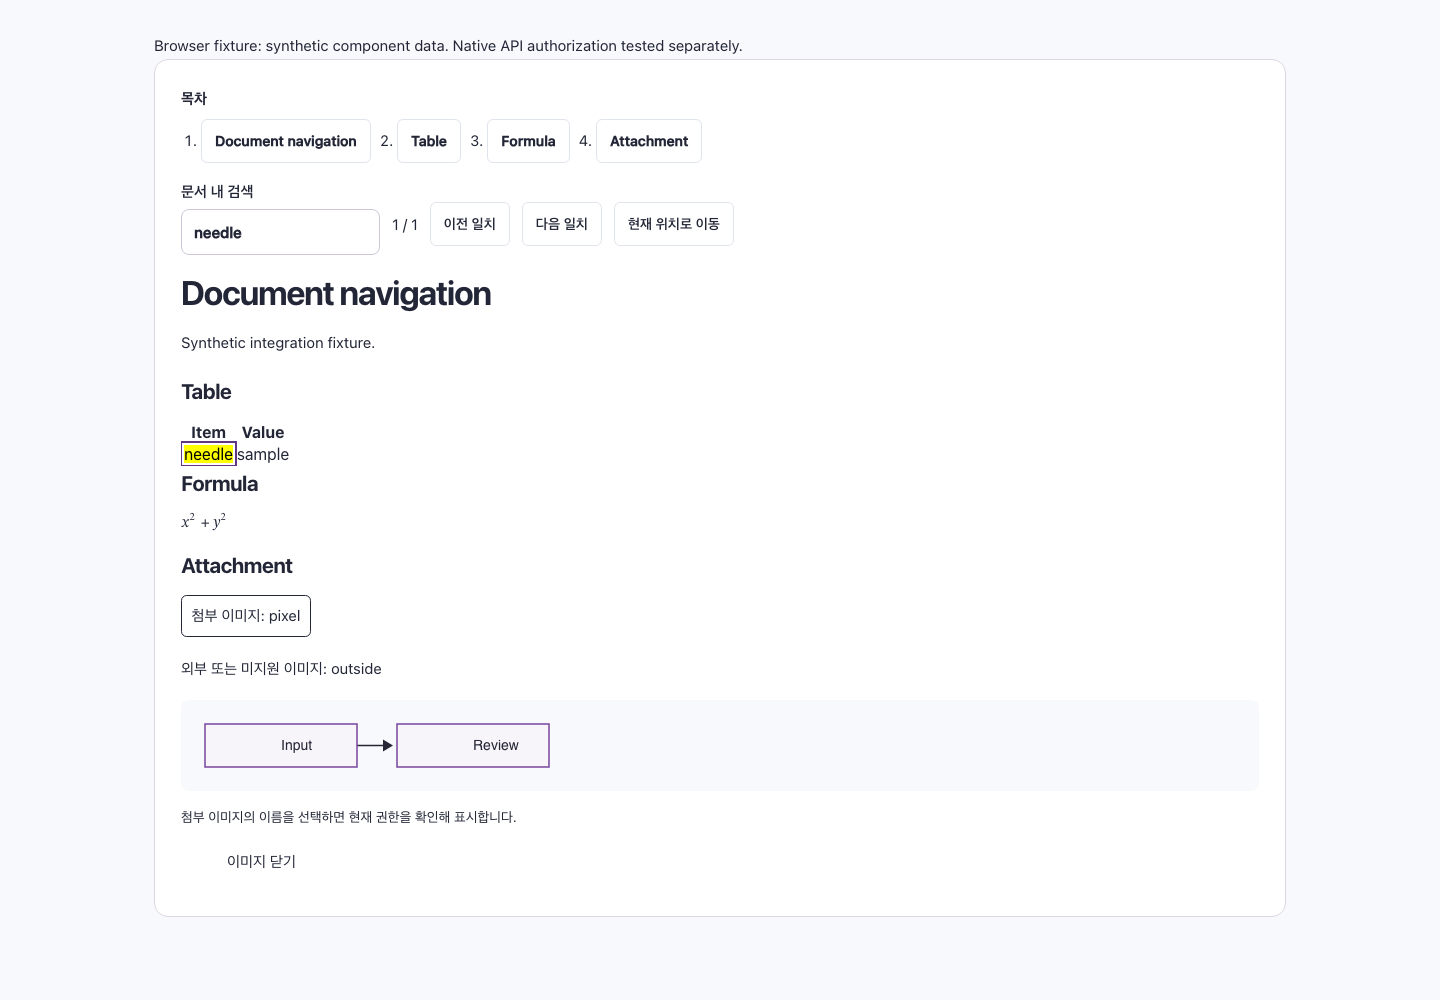 Browser fixture: synthetic component data. Native API authorization tested separately.
목차
1. Document navigation 2. Table 3. Formula 4. Attachment
문서 내 검색
needle 1 / 1 이전 일치 다음 일치 현재 위치로 이동
Document navigation
Synthetic integration fixture.
Table
Item Value
needle sample
Formula
x² + y²
Attachment
첨부 이미지: pixel
외부 또는 미지원 이미지: outside
Input Review
첨부 이미지의 이름을 선택하면 현재 권한을 확인해 표시합니다.
이미지 닫기